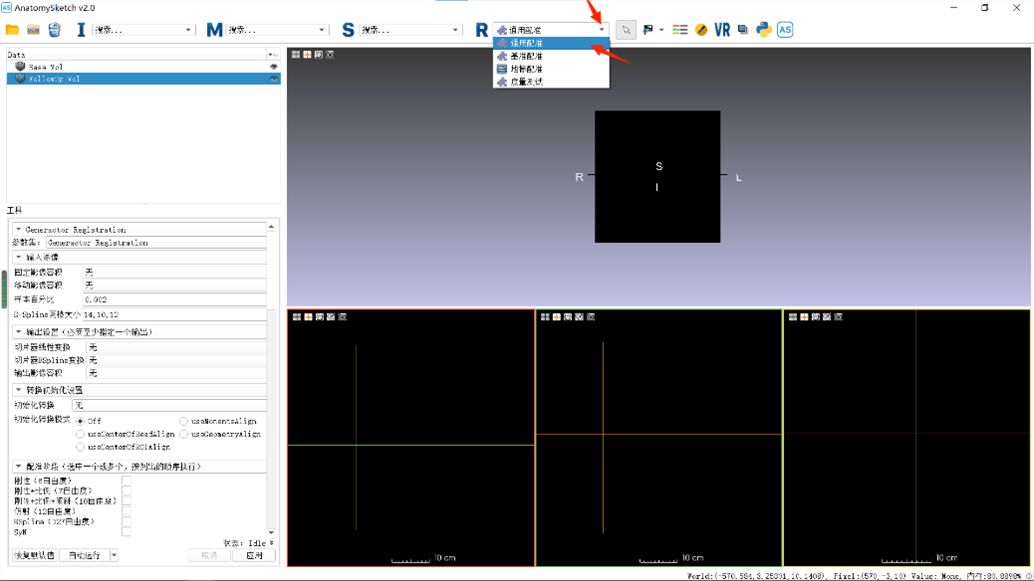 AnatomySketch v2.0
I 搜索... M 搜索... S 搜索... R 通用配准 VR AS
通用配准
基准配准
地标配准
质量测试
Data
Base Vol
FollowUp Vol
S
R L
I
工具
Generactor Registration
参数集: Generactor Registration
输入谜像
固定影像容积 无
移动影像容积 无
样本百分比 0.002
B-Spline网格大小 14,10,12
输出设置(必须至少指定一个输出)
切片器线性变换 无
切片器BSpline变换 无
输出影像容积 无
转换初始化设置
初始化转换 无
初始化转换模式 Off useMomentsAlign
useCenterOfHeadAlign useGeometryAlign
useCenterOfROIAlign
配准阶段(选中一个或多个,按列出的顺序执行)
刚性(6自由度)
刚性+比例(7自由度)
刚性+比例+倾斜(10自由度)
仿射(12自由度)
BSpline(>27自由度)
SyN
状态: Idle
恢复默认值 自动运行 取消 应用
10 cm 10 cm 10 cm
World:(-570.584,3.25301,10.1408), Pixel:(570,-3,10) Value: None, 内存:80.8898%